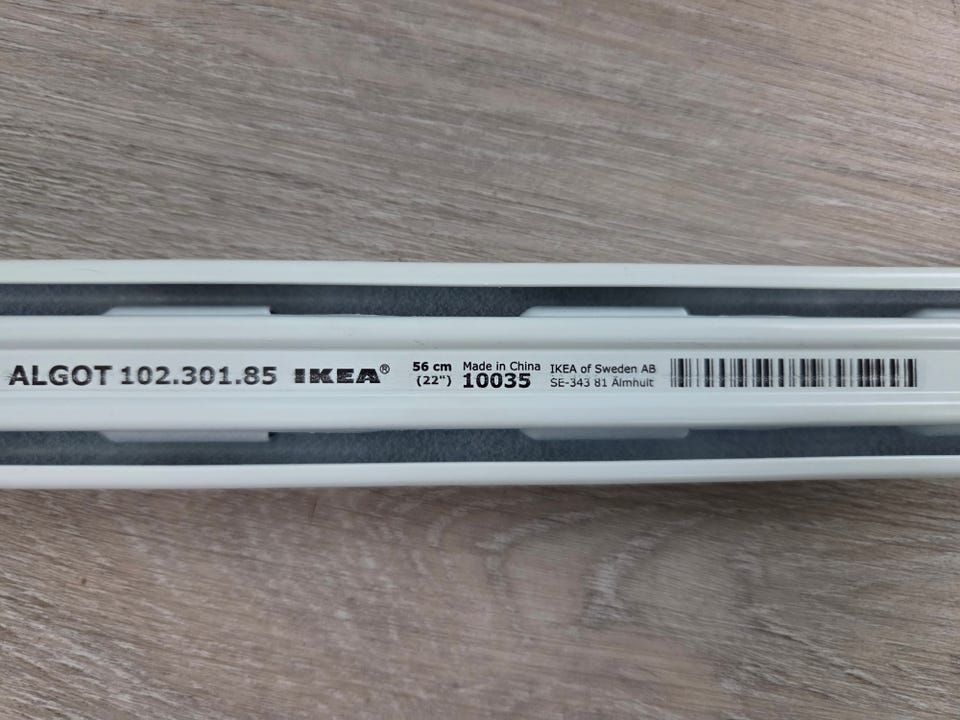 ALGOT 102.301.85 IKEA®
56 cm
(22")
Made in China
10035
IKEA of Sweden AB
SE-343 81 Älmhult